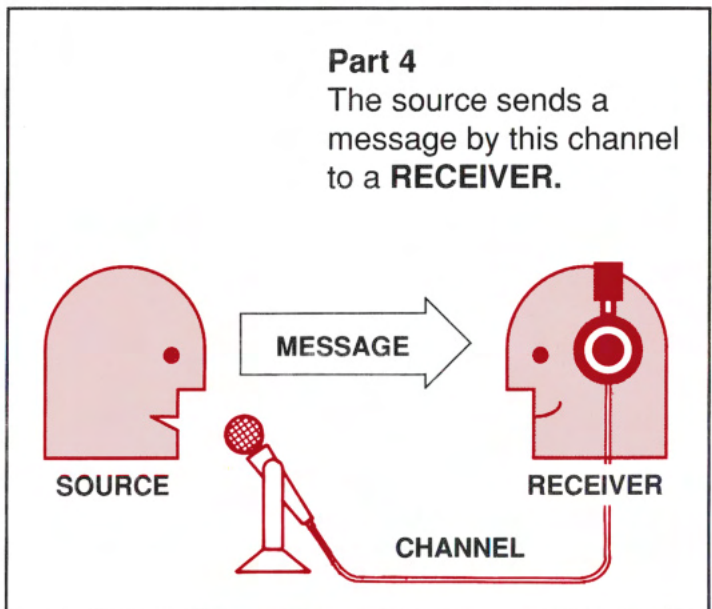 Part 4
The source sends a
message by this channel
to a RECEIVER.
MESSAGE
SOURCE
RECEIVER
CHANNEL